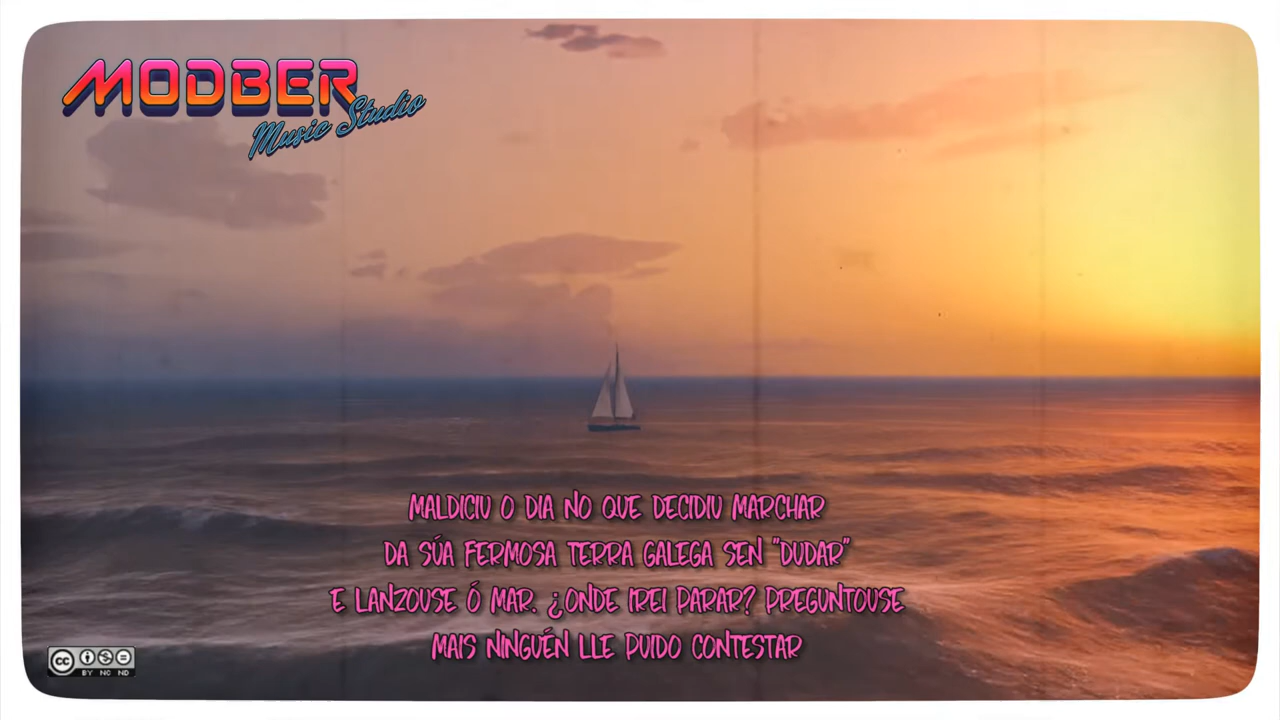 MODBER
Music Studio
MALDICIU O DIA NO QUE DECIDIU MARCHAR
DA SÚA FERMOSA TERRA GALEGA SEN "DUDAR"
E LANZOUSE Ó MAR. ¿ONDE IREI PARAR? PREGUNTOUSE
MAIS NINGUÉN LLE PUIDO CONTESTAR
cc
BY NC ND